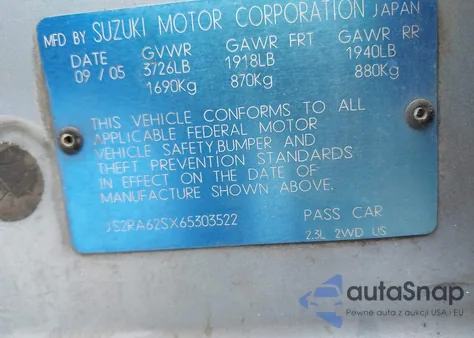 MFD BY SUZUKI MOTOR CORPORATION JAPAN
DATE GVWR GAWR FRT GAWR RR
09 / 05 3726LB 1918LB 1940LB
1690Kg 870Kg 880Kg
THIS VEHICLE CONFORMS TO ALL
APPLICABLE FEDERAL MOTOR
VEHICLE SAFETY,BUMPER AND
THEFT PREVENTION STANDARDS
IN EFFECT ON THE DATE OF
MANUFACTURE SHOWN ABOVE.
JS2RA62SX65303522 PASS CAR
2.3L 2WD US
autoSnap
Pewne auto z aukcji USA i EU